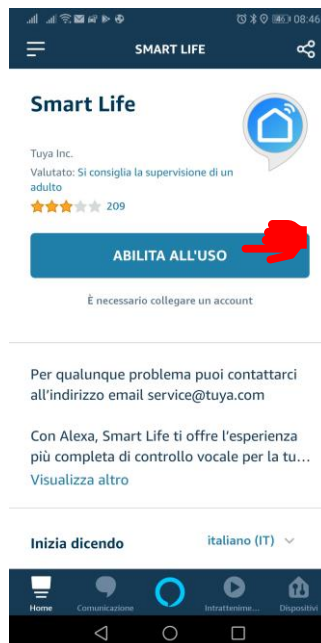 08:46
SMART LIFE
Smart Life
Tuya Inc.
Valutato: Si consiglia la supervisione di un
adulto
209
ABILITA ALL'USO
È necessario collegare un account
Per qualunque problema puoi contattarci
all'indirizzo email service@tuya.com
Con Alexa, Smart Life ti offre l'esperienza
più completa di controllo vocale per la tu...
Visualizza altro
Inizia dicendo
italiano (IT)
Home
Comunicazione
Intrattenime...
Dispositivi